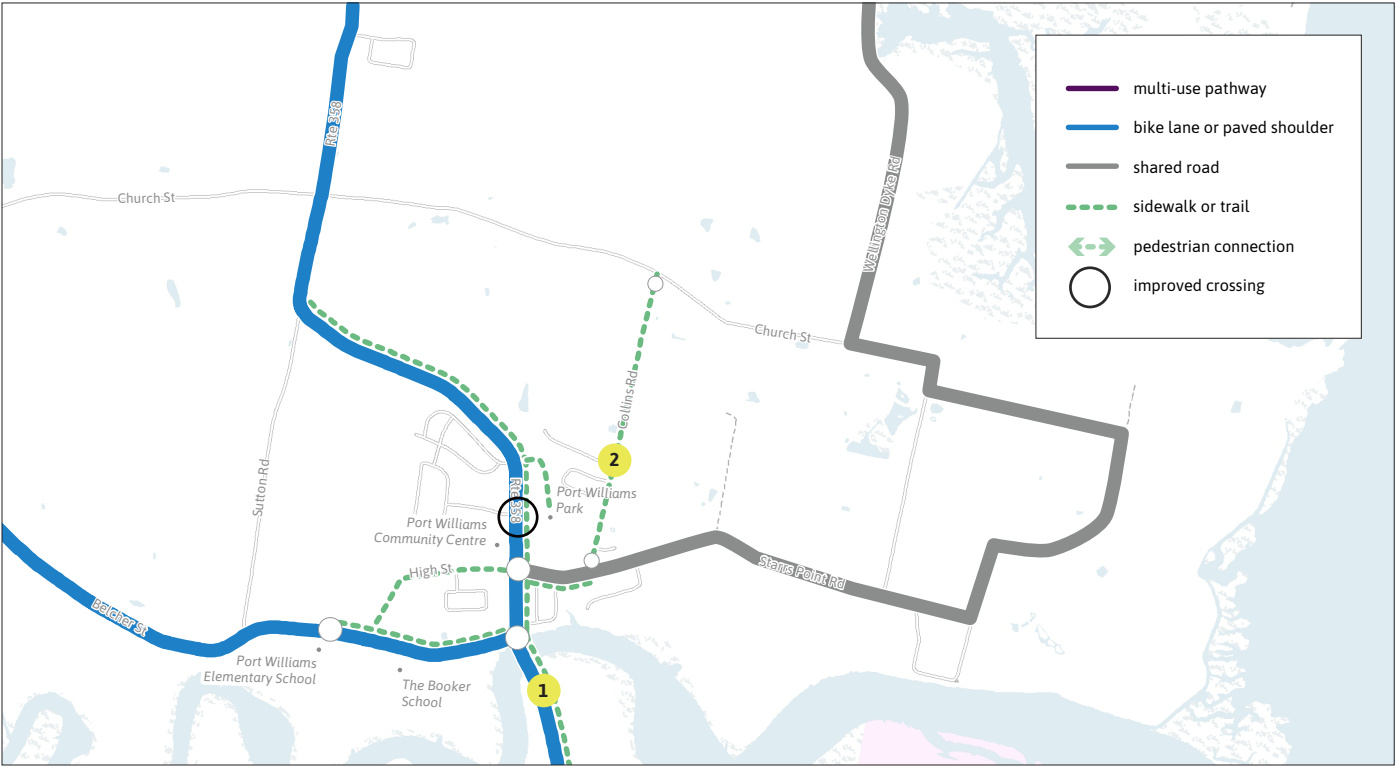 multi-use pathway
bike lane or paved shoulder
shared road
sidewalk or trail
pedestrian connection
improved crossing
Rte 358
Church St
Wellington Dyke Rd
Church St
Collins Rd
2
Sutton Rd
Rte 358
Port Williams
Park
Port Williams
Community Centre
High St
Starrs Point Rd
Belcher St
Port Williams
Elementary School
The Booker
School
1